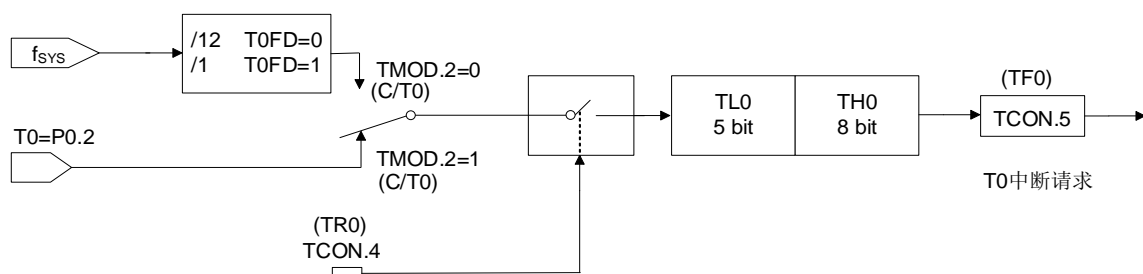 f_SYS
/12 T0FD=0
/1 T0FD=1
TMOD.2=0
(C/T0)
T0=P0.2
TMOD.2=1
(C/T0)
(TR0)
TCON.4
TL0
5 bit
TH0
8 bit
(TF0)
TCON.5
T0中断请求